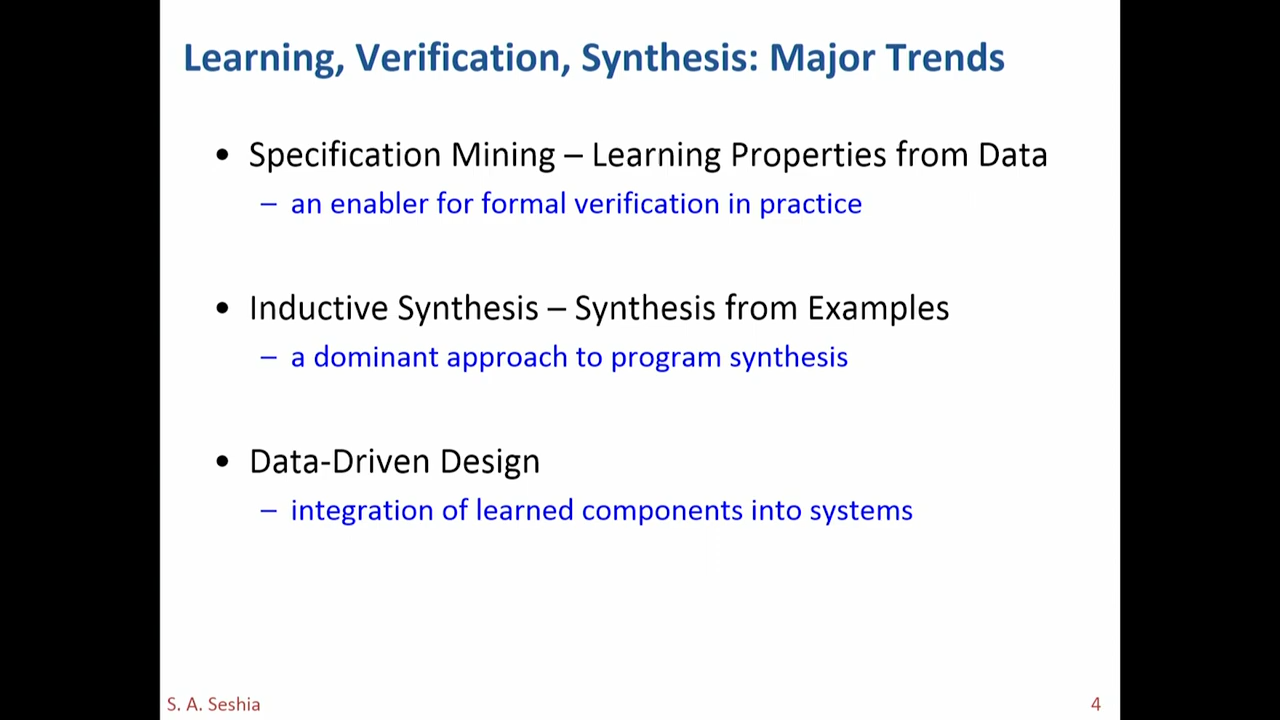 Learning, Verification, Synthesis: Major Trends
• Specification Mining – Learning Properties from Data
– an enabler for formal verification in practice
• Inductive Synthesis – Synthesis from Examples
– a dominant approach to program synthesis
• Data-Driven Design
– integration of learned components into systems
S. A. Seshia
4